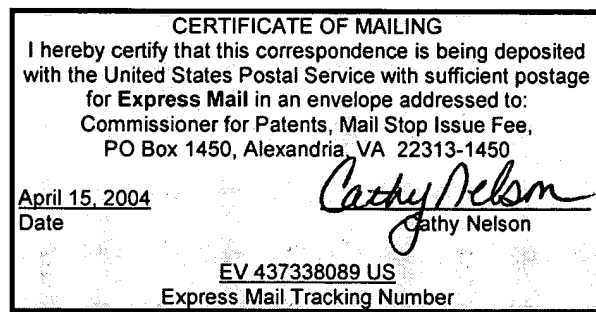 CERTIFICATE OF MAILING
I hereby certify that this correspondence is being deposited
with the United States Postal Service with sufficient postage
for Express Mail in an envelope addressed to:
Commissioner for Patents, Mail Stop Issue Fee,
PO Box 1450, Alexandria, VA 22313-1450
April 15, 2004 Cathy Nelson
Date Cathy Nelson
EV 437338089 US
Express Mail Tracking Number